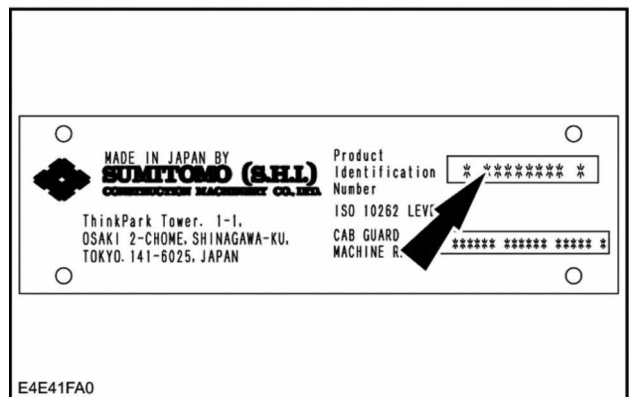 MADE IN JAPAN BY
SUMITOMO (S.H.I.)
CONSTRUCTION MACHINERY CO., LTD.
ThinkPark Tower. 1-1,
OSAKI 2-CHOME, SHINAGAWA-KU,
TOKYO. 141-6025, JAPAN
Product
Identification
Number
* ******** *
ISO 10262
CAB GUARD
MACHINE
****** ****** ***** *
E4E41FA0